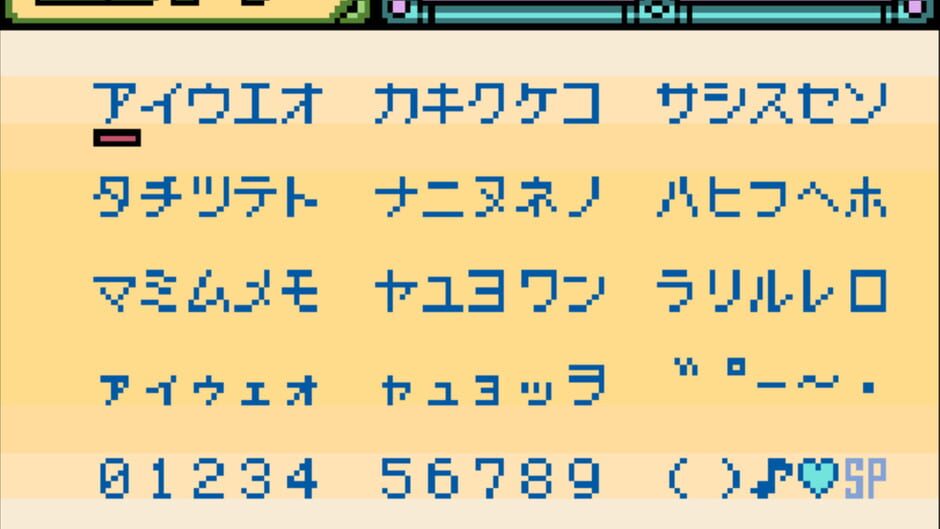 アイウエオ カキクケコ サシスセソ
タチツテト ナニヌネノ ハヒフヘホ
マミムメモ ヤユヨワン ラリルレロ
ァィゥェォ ャュョッヲ ゛゜ー～.
01234 56789 ()♪♥SP